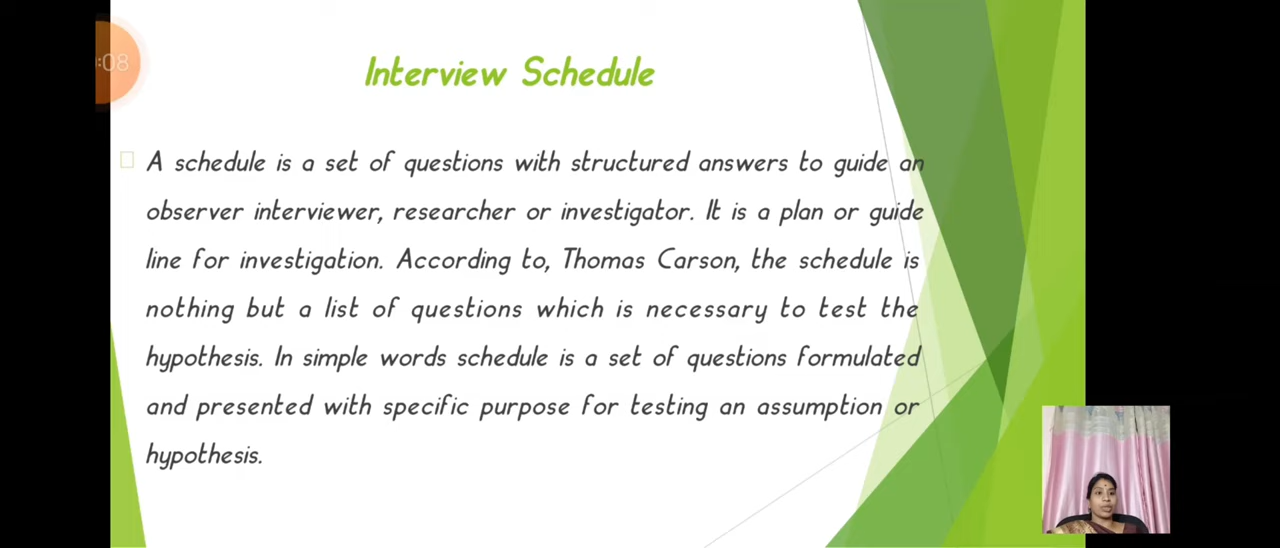 :08
Interview Schedule
A schedule is a set of questions with structured answers to guide an
observer interviewer, researcher or investigator. It is a plan or guide
line for investigation. According to, Thomas Carson, the schedule is
nothing but a list of questions which is necessary to test the
hypothesis. In simple words schedule is a set of questions formulated
and presented with specific purpose for testing an assumption or
hypothesis.